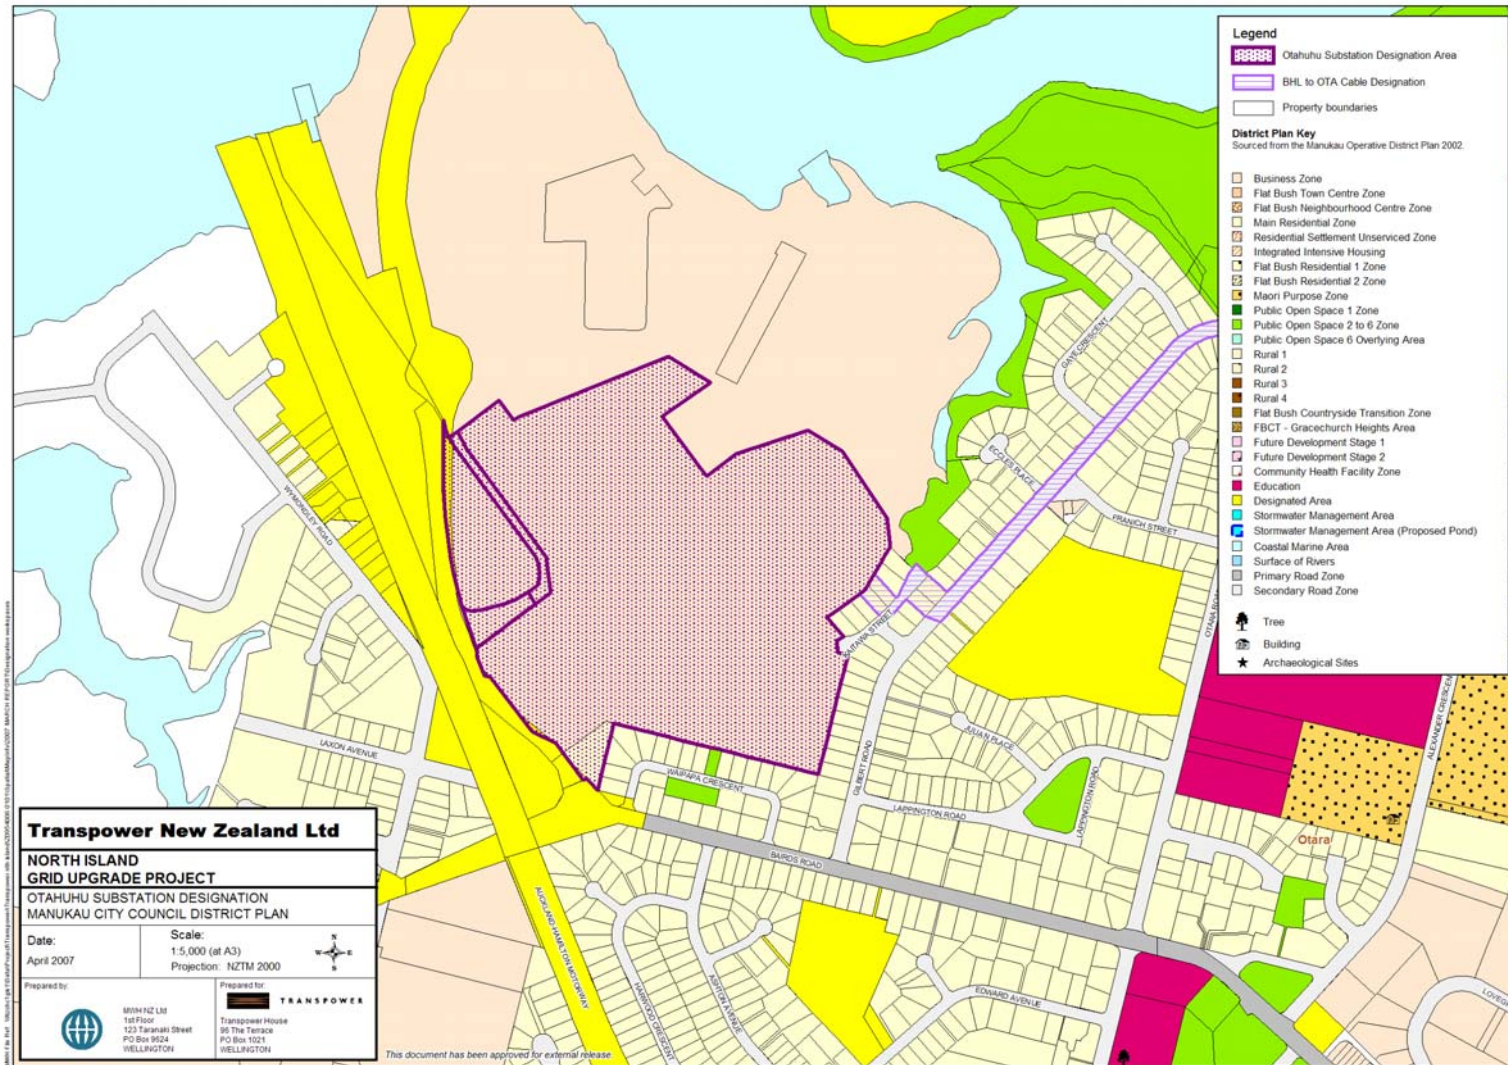 Legend
Otahuhu Substation Designation Area
BHL to OTA Cable Designation
Property boundaries
District Plan Key
Sourced from the Manukau Operative District Plan 2002.
Business Zone
Flat Bush Town Centre Zone
Flat Bush Neighbourhood Centre Zone
Main Residential Zone
Residential Settlement Unserviced Zone
Integrated Intensive Housing
Flat Bush Residential 1 Zone
Flat Bush Residential 2 Zone
Maori Purpose Zone
Public Open Space 1 Zone
Public Open Space 2 to 6 Zone
Public Open Space 6 Overlying Area
Rural 1
Rural 2
Rural 3
Rural 4
Flat Bush Countryside Transition Zone
FBCT - Gracechurch Heights Area
Future Development Stage 1
Future Development Stage 2
Community Health Facility Zone
Education
Designated Area
Stormwater Management Area
Stormwater Management Area (Proposed Pond)
Coastal Marine Area
Surface of Rivers
Primary Road Zone
Secondary Road Zone
Tree
Building
Archaeological Sites
GAYE CRESCENT
ECCLES PLACE
FRANICH STREET
WYMONDLEY ROAD
KAITAWA STREET
ALEXANDER CRESCENT
LAXON AVENUE
JULIAN PLACE
GILBERT ROAD
WAIPAPA CRESCENT
LAPPINGTON ROAD
LAPPINGTON ROAD
Otara
BAIRDS ROAD
AUCKLAND-HAMILTON MOTORWAY
HARWOOD CRESCENT
ASHTON AVENUE
EDWARD AVENUE
Transpower New Zealand Ltd
NORTH ISLAND
GRID UPGRADE PROJECT
OTAHUHU SUBSTATION DESIGNATION
MANUKAU CITY COUNCIL DISTRICT PLAN
Date:
April 2007
Scale:
1:5,000 (at A3)
Projection: NZTM 2000
N
W E
S
Prepared by:
MWH NZ Ltd
1st Floor
123 Taranaki Street
PO Box 9624
WELLINGTON
Prepared for:
TRANSPOWER
Transpower House
96 The Terrace
PO Box 1021
WELLINGTON
This document has been approved for external release.